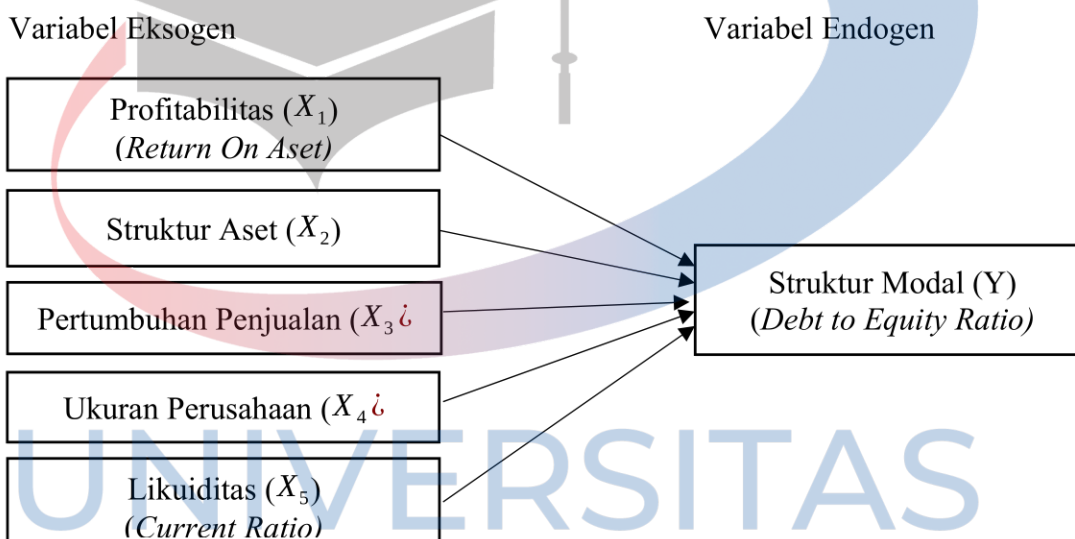 Variabel Eksogen
Variabel Endogen
Profitabilitas (X₁)
(Return On Aset)
Struktur Aset (X₂)
Pertumbuhan Penjualan (X₃¿
Ukuran Perusahaan (X₄¿
Likuiditas (X₅)
(Current Ratio)
Struktur Modal (Y)
(Debt to Equity Ratio)
UNIVERSITAS